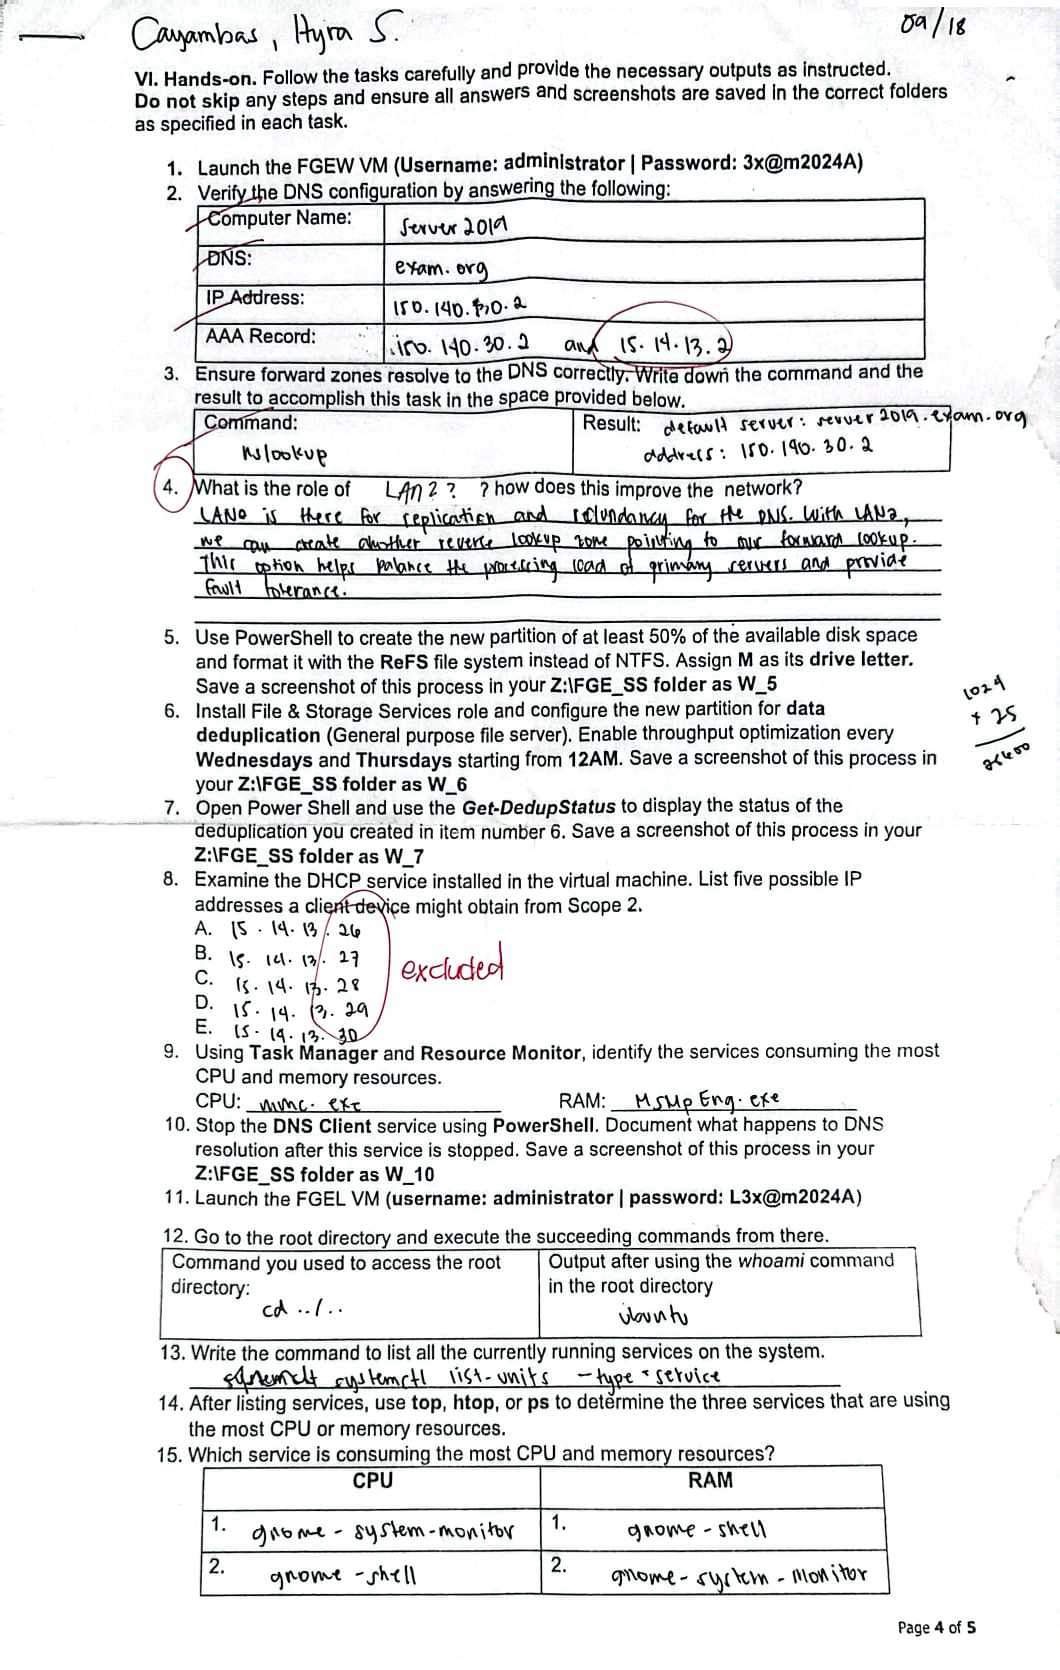 Cayambas, Hyra S.
09/18
VI. Hands-on. Follow the tasks carefully and provide the necessary outputs as instructed.
Do not skip any steps and ensure all answers and screenshots are saved in the correct folders
as specified in each task.
1. Launch the FGEW VM (Username: administrator | Password: 3x@m2024A)
2. Verify the DNS configuration by answering the following:
Computer Name: Server 2019
DNS: exam.org
IP Address: 150.140.30.2
AAA Record: 150.140.30.2 and 15.14.13.2
3. Ensure forward zones resolve to the DNS correctly. Write down the command and the
result to accomplish this task in the space provided below.
Command: Result: default server: server2019.exam.org
nslookup address: 150.140.30.2
4. What is the role of LAN2? ? ? how does this improve the network?
LAN2 is there for replication and redundancy for the DNS. With LAN2,
we can create another reverse lookup zone pointing to our forward lookup.
This option helps balance the processing load of primary servers and provide
fault tolerance.
5. Use PowerShell to create the new partition of at least 50% of the available disk space
and format it with the ReFS file system instead of NTFS. Assign M as its drive letter.
Save a screenshot of this process in your Z:\FGE_SS folder as W_5
1024
x 25
25600
6. Install File & Storage Services role and configure the new partition for data
deduplication (General purpose file server). Enable throughput optimization every
Wednesdays and Thursdays starting from 12AM. Save a screenshot of this process in
your Z:\FGE_SS folder as W_6
7. Open Power Shell and use the Get-DedupStatus to display the status of the
deduplication you created in item number 6. Save a screenshot of this process in your
Z:\FGE_SS folder as W_7
8. Examine the DHCP service installed in the virtual machine. List five possible IP
addresses a client device might obtain from Scope 2.
A. 15.14.13.26
B. 15.14.13.27
C. 15.14.13.28
D. 15.14.13.29
E. 15.14.13.30
excluded
9. Using Task Manager and Resource Monitor, identify the services consuming the most
CPU and memory resources.
CPU: mmc.exe RAM: MsMpEng.exe
10. Stop the DNS Client service using PowerShell. Document what happens to DNS
resolution after this service is stopped. Save a screenshot of this process in your
Z:\FGE_SS folder as W_10
11. Launch the FGEL VM (username: administrator | password: L3x@m2024A)
12. Go to the root directory and execute the succeeding commands from there.
Command you used to access the root Output after using the whoami command
directory: in the root directory
cd ../.. ubuntu
13. Write the command to list all the currently running services on the system.
systemctl list-units -type=service
14. After listing services, use top, htop, or ps to determine the three services that are using
the most CPU or memory resources.
15. Which service is consuming the most CPU and memory resources?
CPU RAM
1. gnome-system-monitor 1. gnome-shell
2. gnome-shell 2. gnome-system-monitor
Page 4 of 5